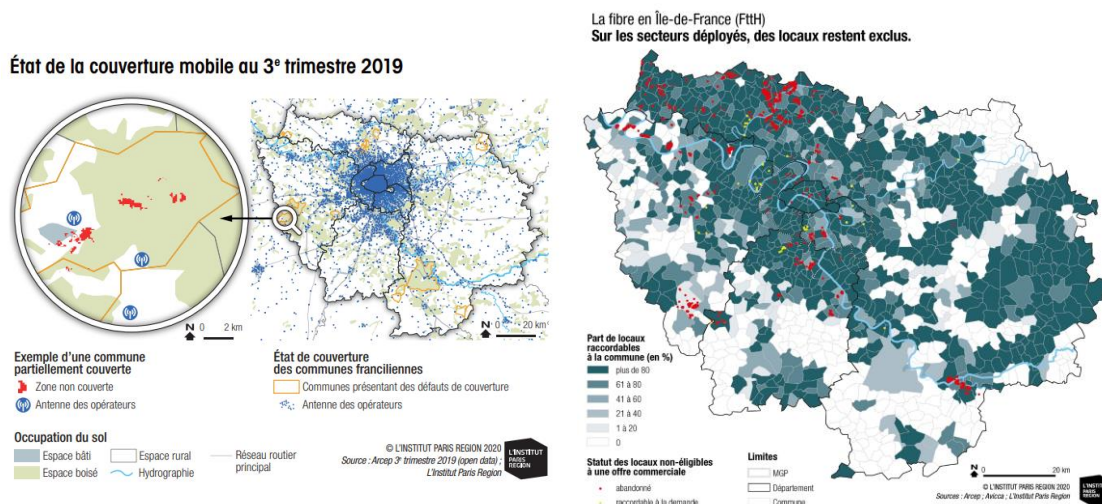 État de la couverture mobile au 3e trimestre 2019
N 0 2 km
N 0 20 km
Exemple d'une commune
partiellement couverte
Zone non couverte
Antenne des opérateurs
État de couverture
des communes franciliennes
Communes présentant des défauts de couverture
Antenne des opérateurs
Occupation du sol
Espace bâti
Espace boisé
Espace rural
Hydrographie
Réseau routier
principal
© L'INSTITUT PARIS REGION 2020
Source : Arcep 3e trimestre 2019 (open data) ;
L'Institut Paris Region
L'INSTITUT
PARIS
REGION
La fibre en Île-de-France (FttH)
Sur les secteurs déployés, des locaux restent exclus.
Part de locaux
raccordables
à la commune (en %)
plus de 80
61 à 80
41 à 60
21 à 40
1 à 20
0
Statut des locaux non-éligibles
à une offre commerciale
abandonné
raccordable à la demande
Limites
MGP
Département
Commune
N 0 20 km
© L'INSTITUT PARIS REGION 2020
Sources : Arcep ; Avicca ; L'Institut Paris Region